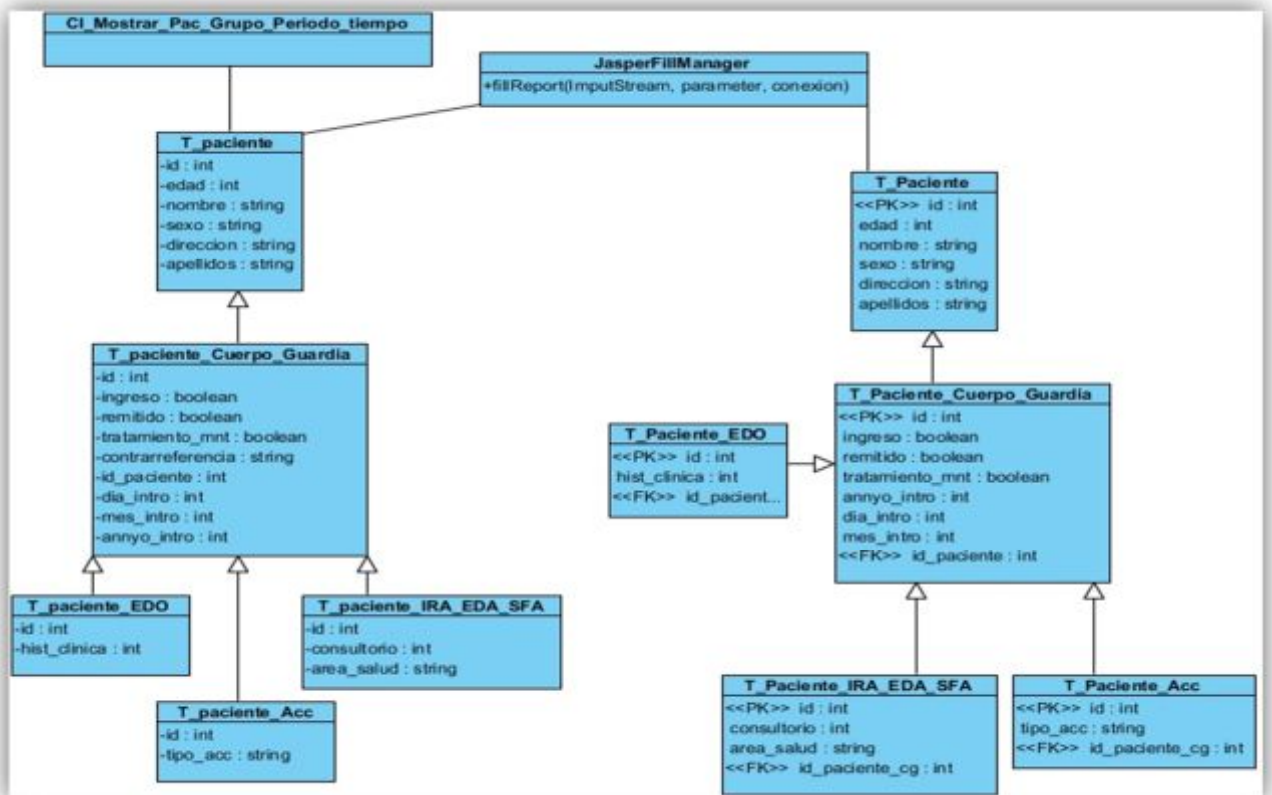 CI_Mostrar_Pac_Grupo_Periodo_tiempo
JasperFillManager
+fillReport(ImputStream, parameter, conexion)
T_paciente
-id : int
-edad : int
-nombre : string
-sexo : string
-direccion : string
-apellidos : string
T_Paciente
<<PK>> id : int
edad : int
nombre : string
sexo : string
direccion : string
apellidos : string
T_paciente_Cuerpo_Guardia
-id : int
-ingreso : boolean
-remitido : boolean
-tratamiento_mnt : boolean
-contrarreferencia : string
-id_paciente : int
-dia_intro : int
-mes_intro : int
-annyo_intro : int
T_Paciente_Cuerpo_Guardia
<<PK>> id : int
ingreso : boolean
remitido : boolean
tratamiento_mnt : boolean
annyo_intro : int
dia_intro : int
mes_intro : int
<<FK>> id_paciente : int
T_Paciente_EDO
<<PK>> id : int
hist_clinica : int
<<FK>> id_pacient...
T_paciente_EDO
-id : int
-hist_clinica : int
T_paciente_IRA_EDA_SFA
-id : int
-consultorio : int
-area_salud : string
T_paciente_Acc
-id : int
-tipo_acc : string
T_Paciente_IRA_EDA_SFA
<<PK>> id : int
consultorio : int
area_salud : string
<<FK>> id_paciente_cg : int
T_Paciente_Acc
<<PK>> id : int
tipo_acc : string
<<FK>> id_paciente_cg : int